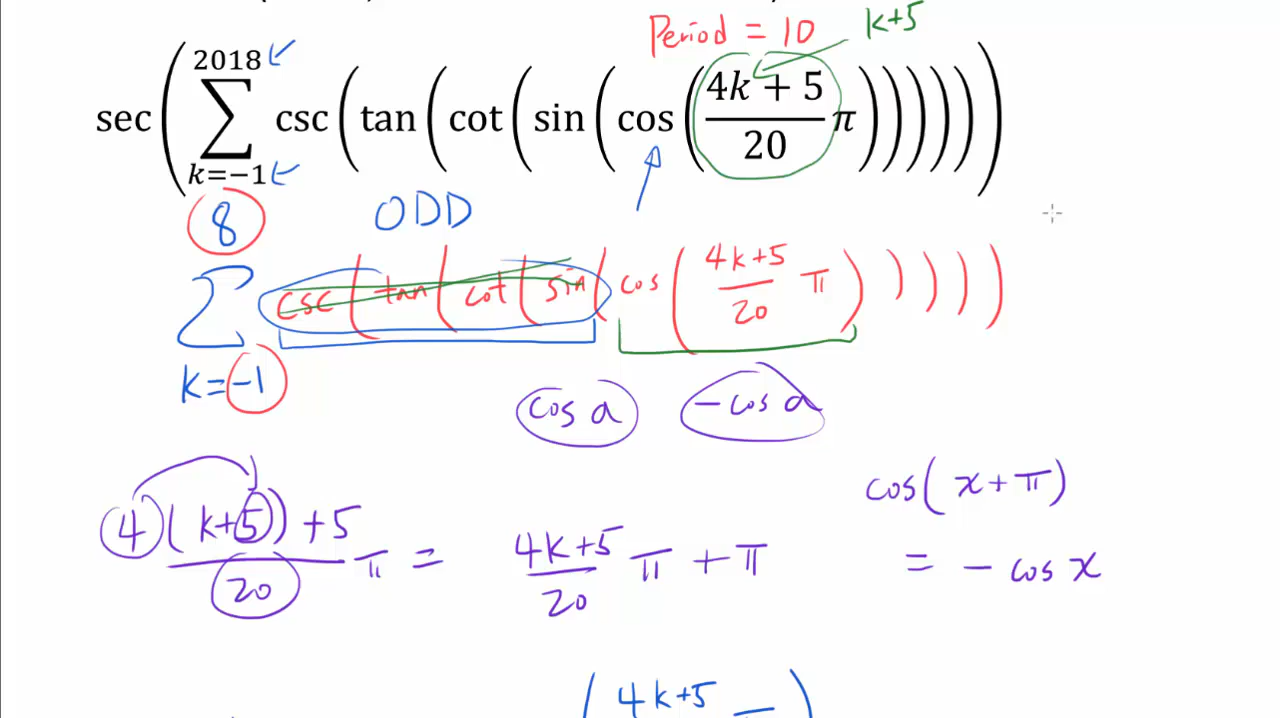 Period = 10 k+5
sec(∑_{k=−1}^{2018} csc(tan(cot(sin(cos((4k + 5)/20 π))))))
ODD
∑_{k=-1}^{8} csc(tan(cot(sin(cos((4k+5)/20 π)))))
cos a -cos a
cos(x+π)
(4(k+5)+5)/20 π = (4k+5)/20 π + π
= - cos x
(4k+5 π)